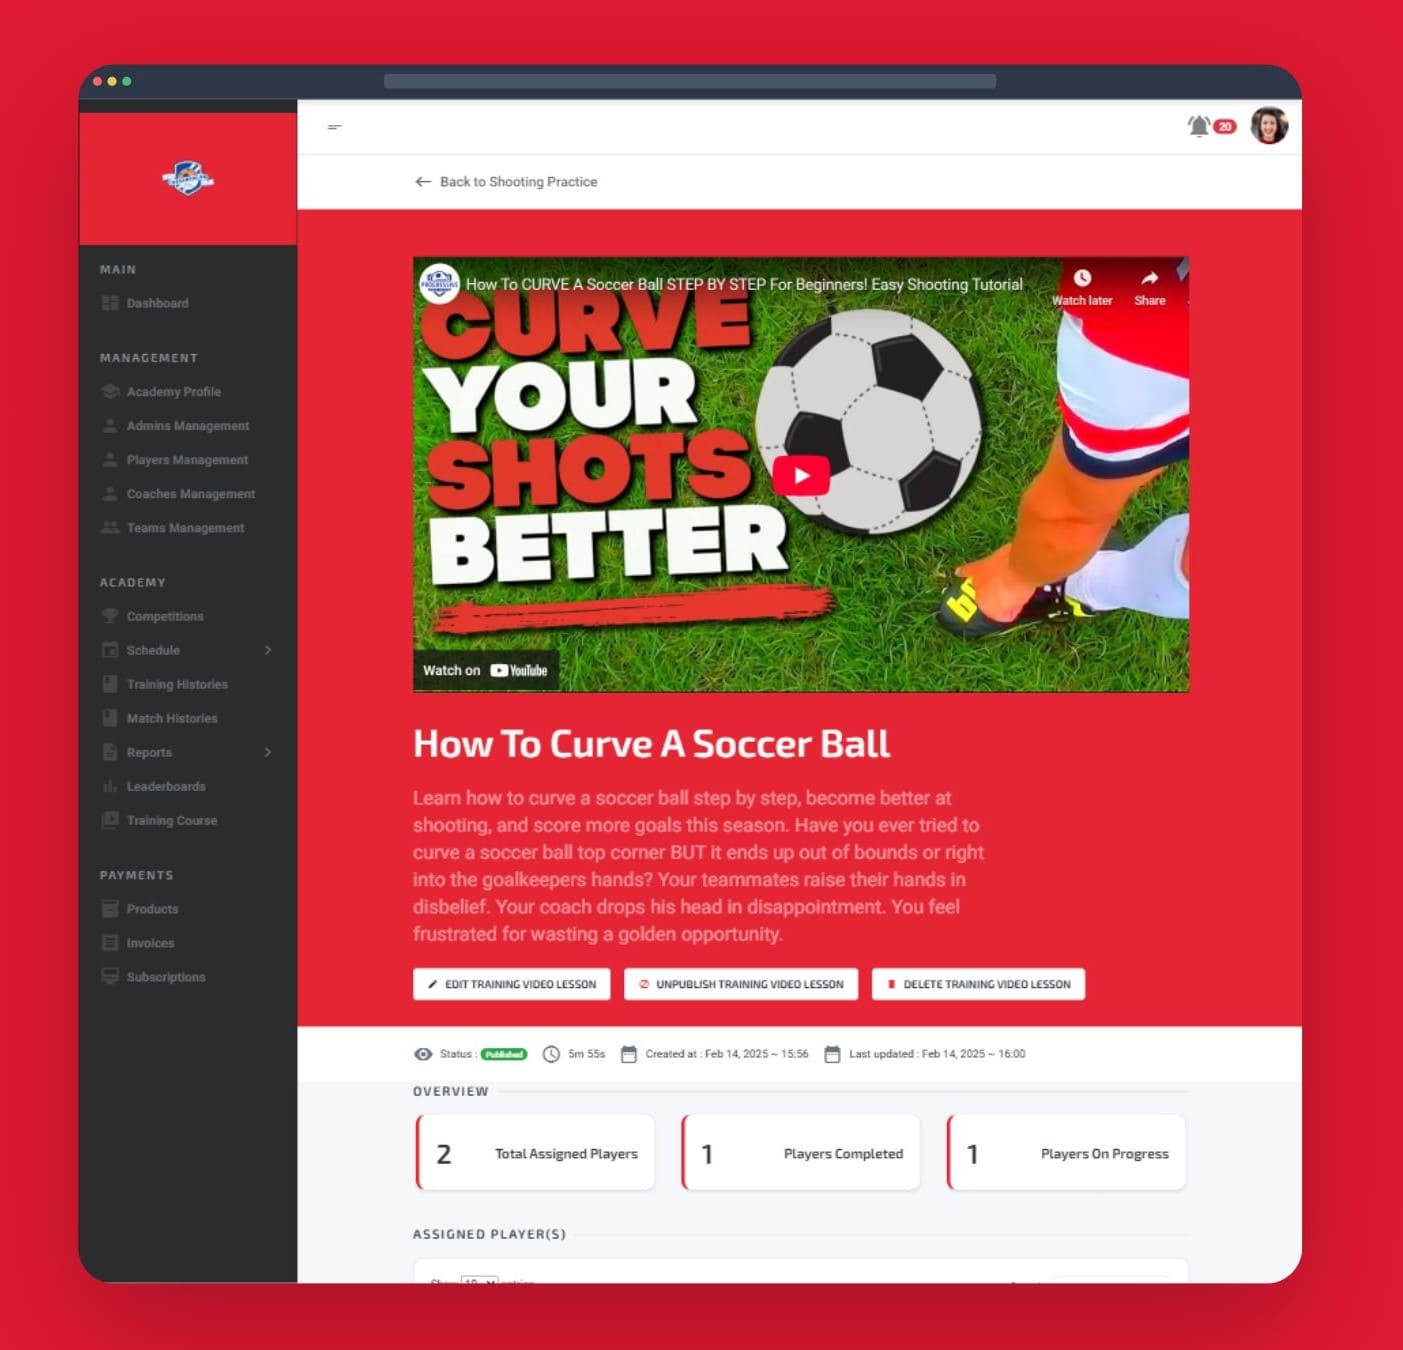 20
Back to Shooting Practice
MAIN
Dashboard
MANAGEMENT
Academy Profile
Admins Management
Players Management
Coaches Management
Teams Management
ACADEMY
Competitions
Schedule
Training Histories
Match Histories
Reports
Leaderboards
Training Course
PAYMENTS
Products
Invoices
Subscriptions
How To CURVE A Soccer Ball STEP BY STEP For Beginners! Easy Shooting Tutorial
Watch later
Share
CURVE
YOUR
SHOTS
BETTER
Watch on YouTube
How To Curve A Soccer Ball
Learn how to curve a soccer ball step by step, become better at
shooting, and score more goals this season. Have you ever tried to
curve a soccer ball top corner BUT it ends up out of bounds or right
into the goalkeepers hands? Your teammates raise their hands in
disbelief. Your coach drops his head in disappointment. You feel
frustrated for wasting a golden opportunity.
EDIT TRAINING VIDEO LESSON
UNPUBLISH TRAINING VIDEO LESSON
DELETE TRAINING VIDEO LESSON
Status : Published
5m 55s
Created at : Feb 14, 2025 ~ 15:56
Last updated : Feb 14, 2025 ~ 16:00
OVERVIEW
2 Total Assigned Players
1 Players Completed
1 Players On Progress
ASSIGNED PLAYER(S)